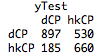 yTest
dCP hkCP
dCP 897 530
hkCP 185 660